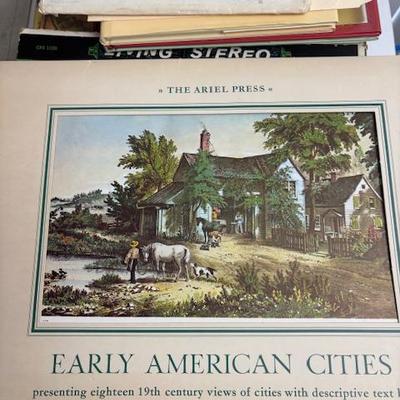 LIVING STEREO
» THE ARIEL PRESS «
EARLY AMERICAN CITIES
presenting eighteen 19th century views of cities with descriptive text